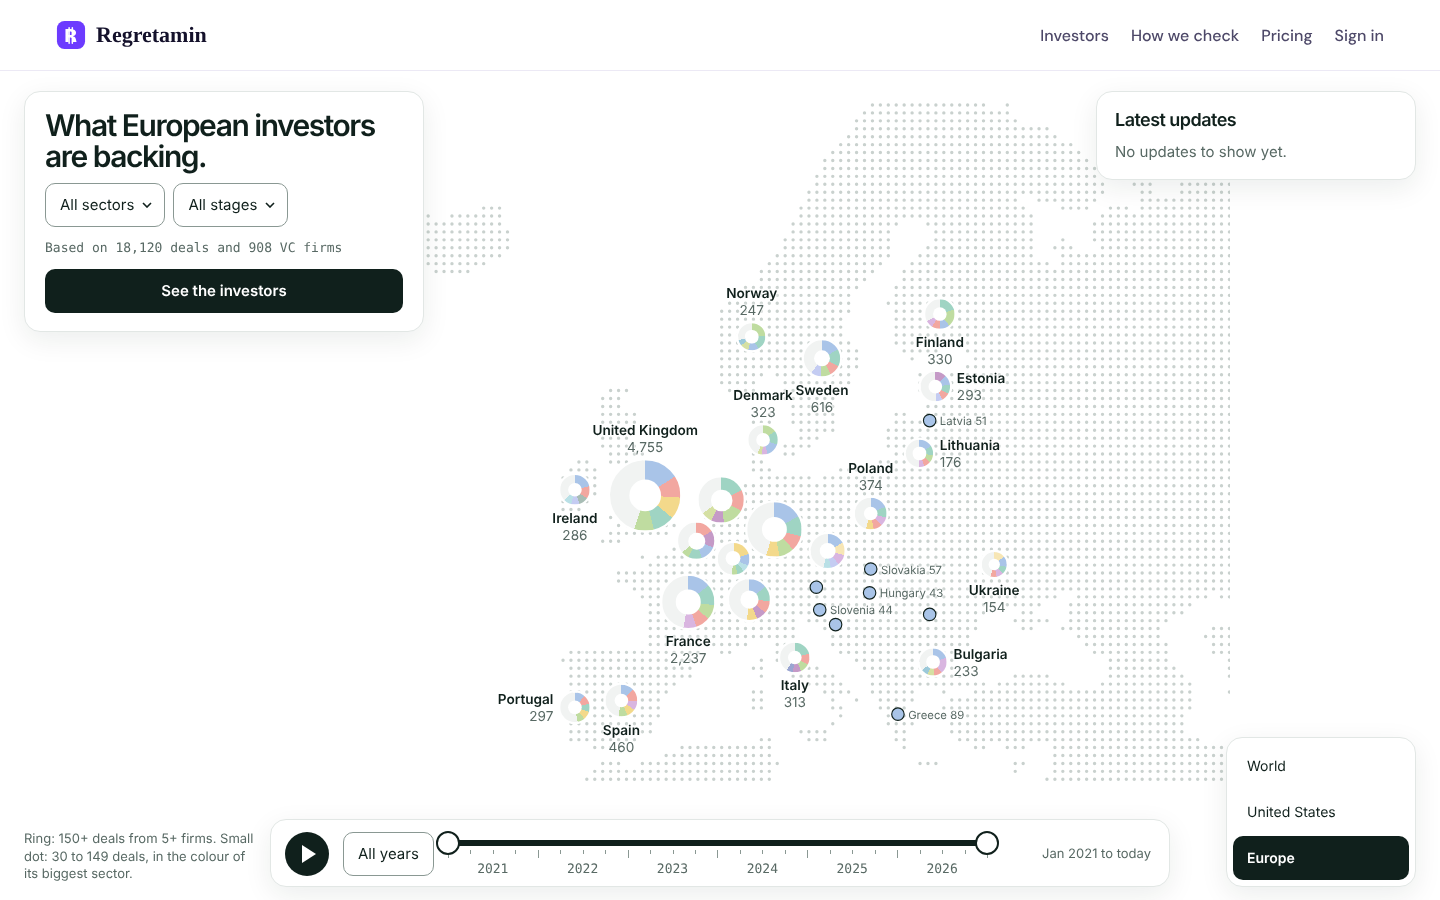 Regretamin
Investors
How we check
Pricing
Sign in
What European investors
are backing.
All sectors
All stages
Based on 18,120 deals and 908 VC firms
See the investors
Latest updates
No updates to show yet.
Norway
247
Finland
330
Estonia
293
Denmark
323
Sweden
616
Latvia 51
United Kingdom
4,755
Lithuania
176
Poland
374
Ireland
286
Slovakia 57
Hungary 43
Ukraine
154
Slovenia 44
France
2,237
Bulgaria
233
Italy
313
Portugal
297
Greece 89
Spain
460
World
United States
Europe
Ring: 150+ deals from 5+ firms. Small
dot: 30 to 149 deals, in the colour of
its biggest sector.
All years
2021
2022
2023
2024
2025
2026
Jan 2021 to today